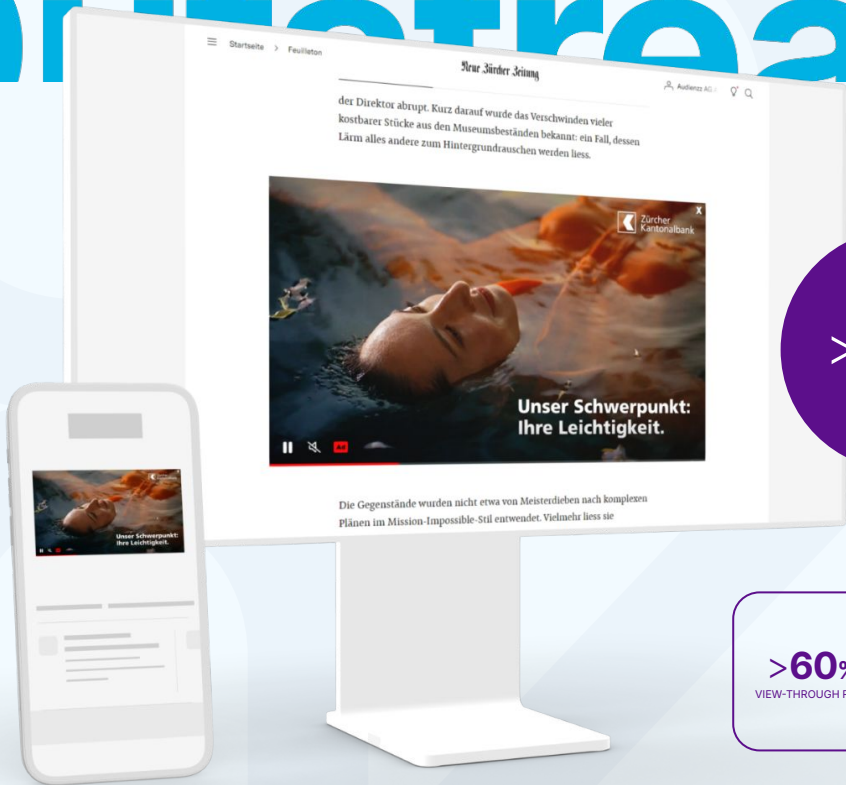 Startseite > Feuilleton
Neue Zürcher Zeitung
Audienzz AG
der Direktor abrupt. Kurz darauf wurde das Verschwinden vieler
kostbarer Stücke aus den Museumsbeständen bekannt: ein Fall, dessen
Lärm alles andere zum Hintergrundrauschen werden liess.
X
Zürcher
Kantonalbank
Unser Schwerpunkt:
Ihre Leichtigkeit.
Ad
>
Die Gegenstände wurden nicht etwa von Meisterdieben nach komplexen
Plänen im Mission-Impossible-Stil entwendet. Vielmehr liess sie
Unser Schwerpunkt:
Ihre Leichtigkeit.
>60%
VIEW-THROUGH